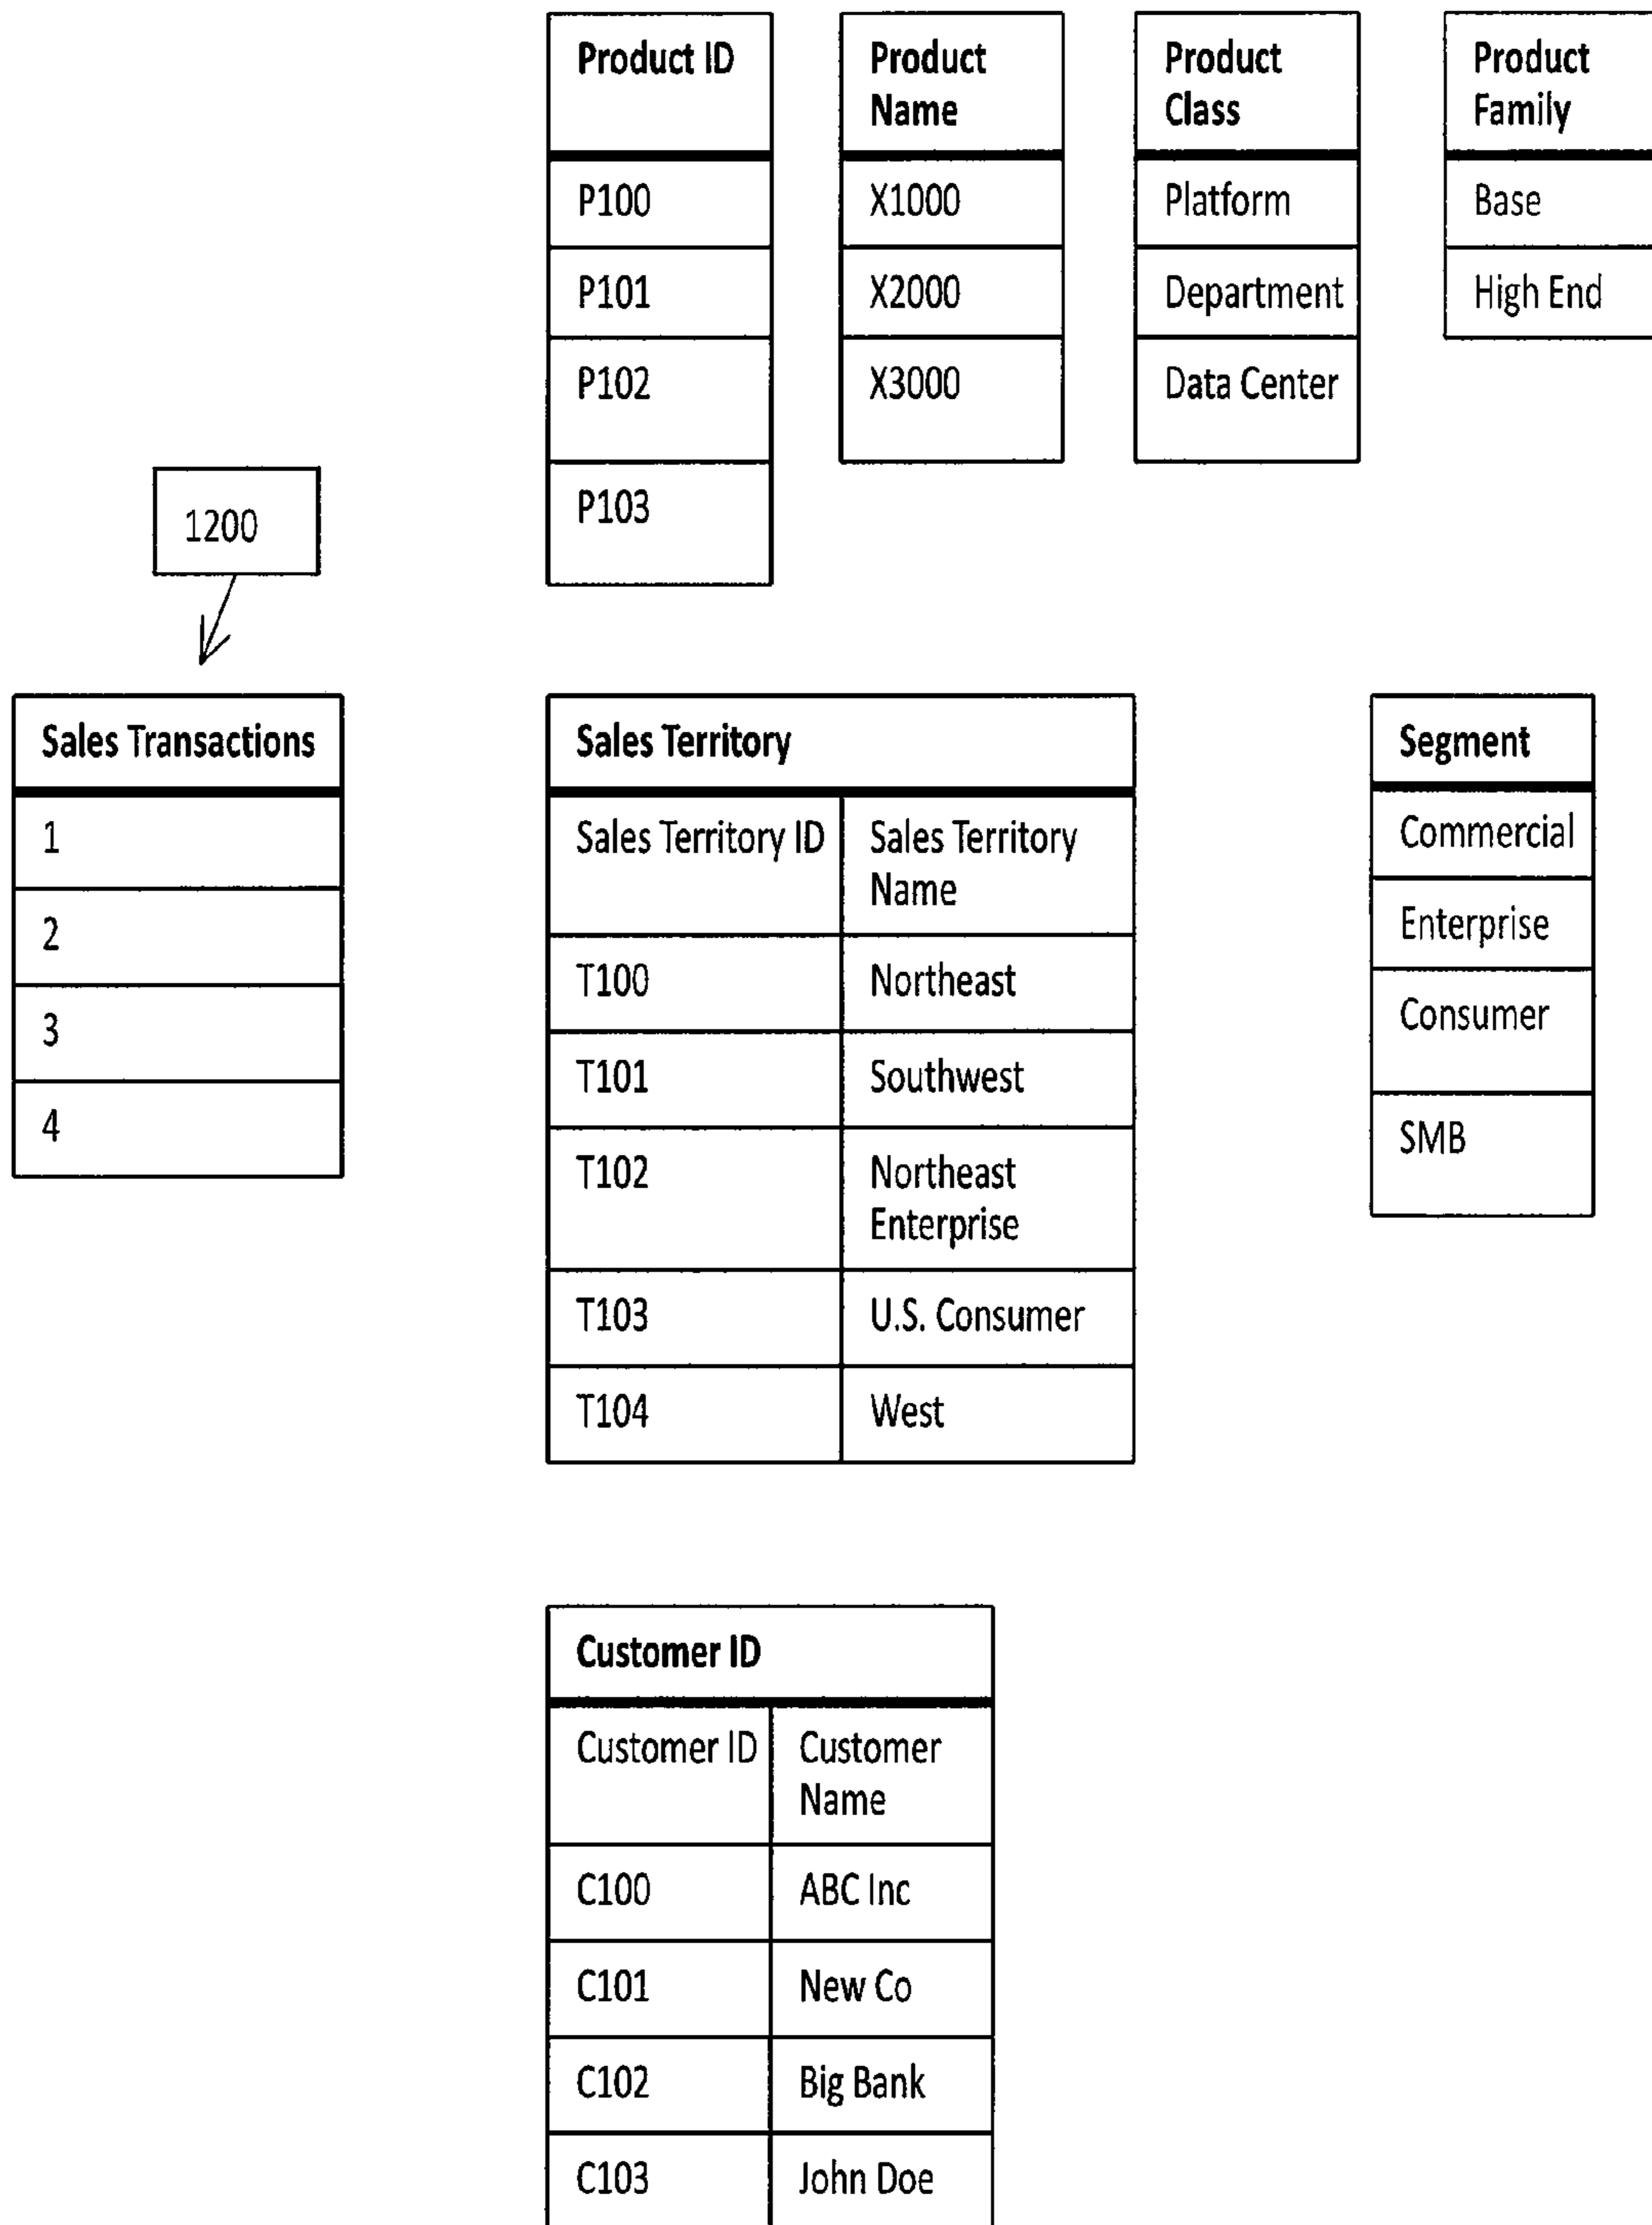 Product ID
P100
P101
P102
P103
Product
Name
X1000
X2000
X3000
Product
Class
Platform
Department
Data Center
Product
Family
Base
High End
1200
Sales Transactions
1
2
3
4
Sales Territory
Sales Territory ID
Sales Territory
Name
T100
Northeast
T101
Southwest
T102
Northeast
Enterprise
T103
U.S. Consumer
T104
West
Segment
Commercial
Enterprise
Consumer
SMB
Customer ID
Customer ID
Customer
Name
C100
ABC Inc
C101
New Co
C102
Big Bank
C103
John Doe